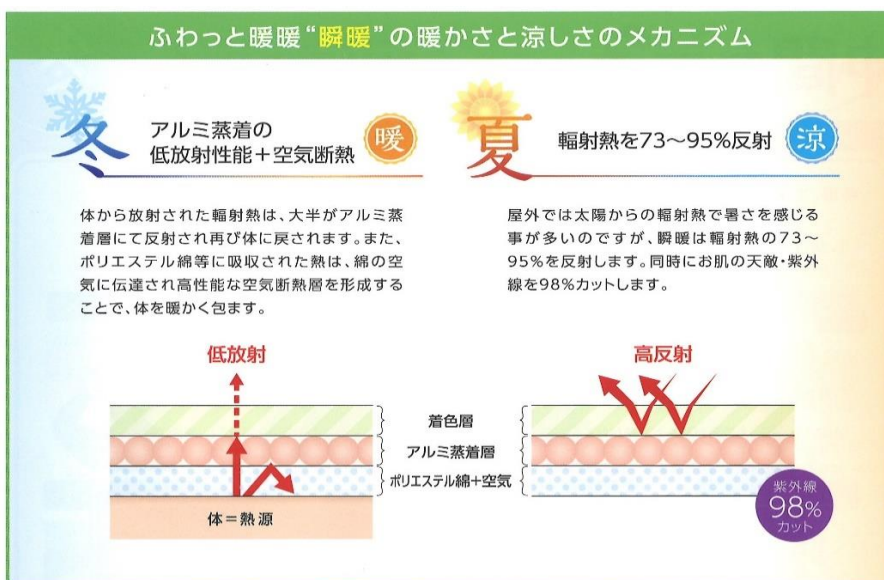 ふわっと暖暖“瞬暖”の暖かさと涼しさのメカニズム
冬
アルミ蒸着の
低放射性能＋空気断熱
暖
体から放射された輻射熱は、大半がアルミ蒸
着層にて反射され再び体に戻されます。また、
ポリエステル綿等に吸収された熱は、綿の空
気に伝達され高性能な空気断熱層を形成する
ことで、体を暖かく包ます。
低放射
体＝熱源
夏
輻射熱を73～95%反射
涼
屋外では太陽からの輻射熱で暑さを感じる
事が多いのですが、瞬暖は輻射熱の73～
95%を反射します。同時にお肌の天敵・紫外
線を98%カットします。
高反射
着色層
アルミ蒸着層
ポリエステル綿＋空気
紫外線
98%
カット